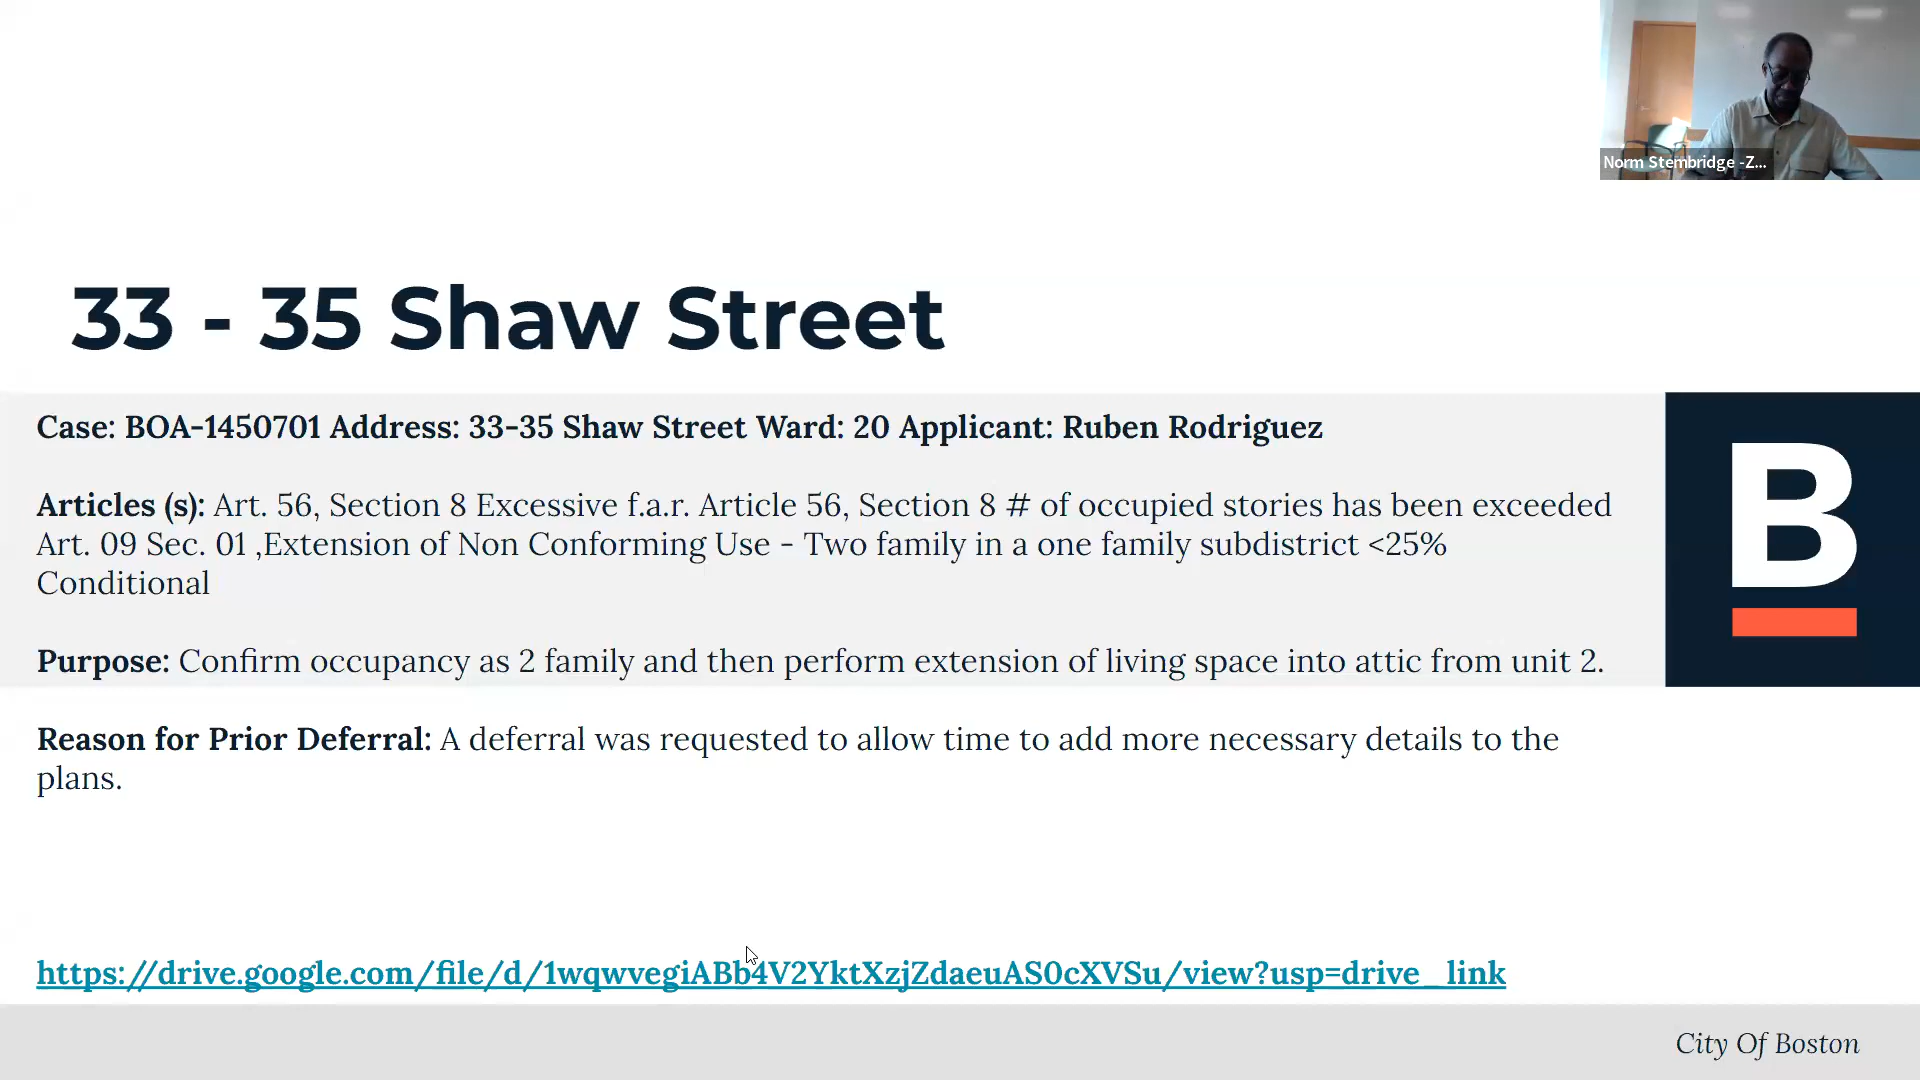 Norm Stembridge -Z...
33 - 35 Shaw Street
Case: BOA-1450701 Address: 33-35 Shaw Street Ward: 20 Applicant: Ruben Rodriguez
Articles (s): Art. 56, Section 8 Excessive f.a.r. Article 56, Section 8 # of occupied stories has been exceeded
Art. 09 Sec. 01 ,Extension of Non Conforming Use - Two family in a one family subdistrict <25%
Conditional
B
Purpose: Confirm occupancy as 2 family and then perform extension of living space into attic from unit 2.
Reason for Prior Deferral: A deferral was requested to allow time to add more necessary details to the
plans.
https://drive.google.com/file/d/1wqwvegiABb4V2YktXzjZdaeuAS0cXVSu/view?usp=drive_link
City Of Boston